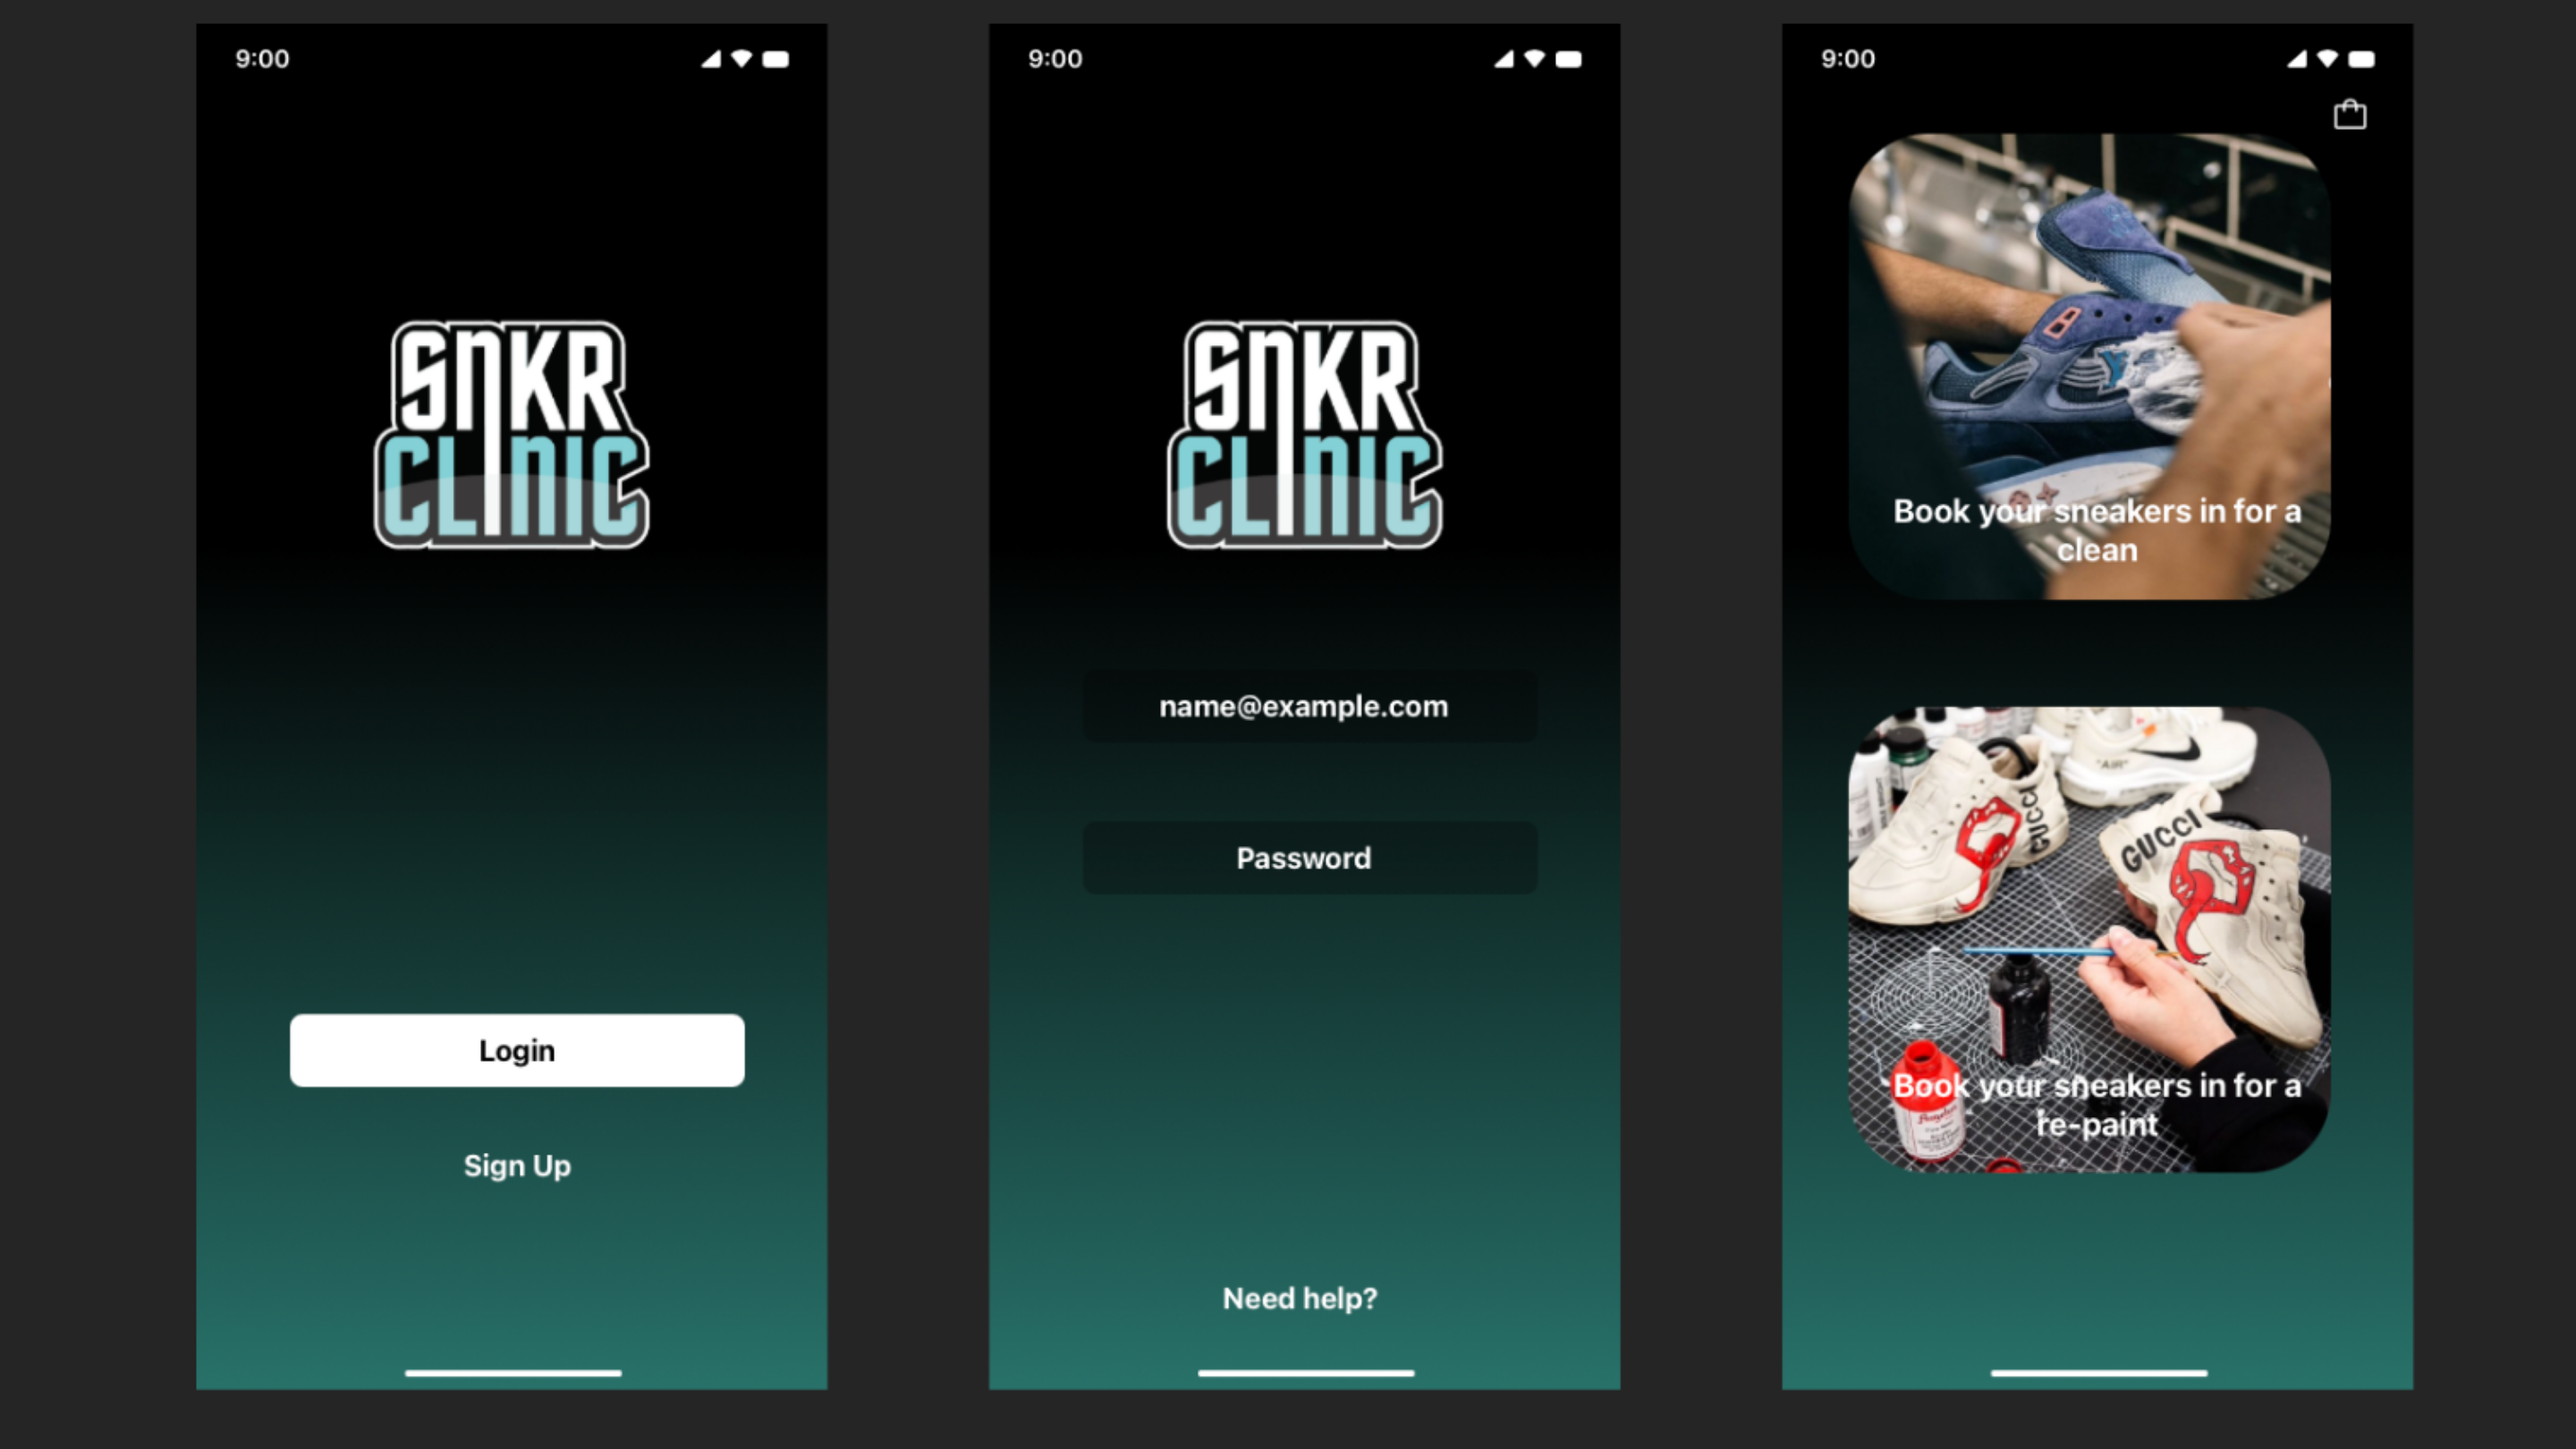 9:00
SNKR
CLINIC
Login
Sign Up
9:00
SNKR
CLINIC
name@example.com
Password
Need help?
9:00
Book your sneakers in for a
clean
GUCCI
"AIR"
GUCCI
Book your sneakers in for a
re-paint